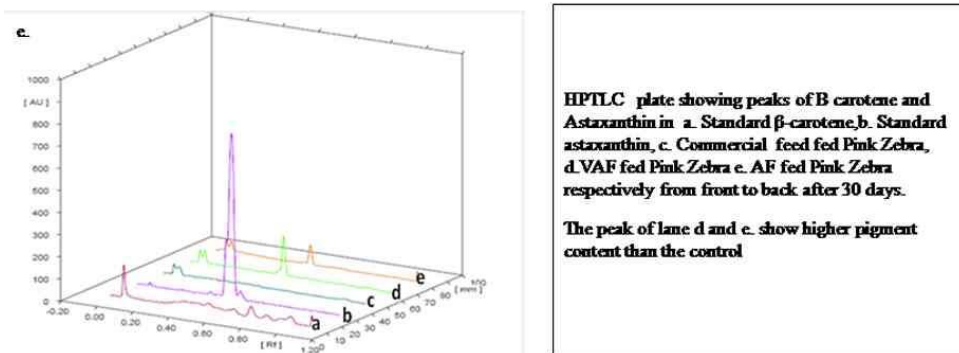 e.
1000
[ AU ]
800
700
600
500
400
300
200
100
0
-0.20
0.00
0.20
0.40
0.60
0.80
[ Rf ]
1.20
0
10
20
30
40
50
60
70
80
90
100
[ mm ]
a
b
c
d
e
HPTLC plate showing peaks of B carotene and
Astaxanthin in a. Standard β-carotene,b. Standard
astaxanthin, c. Commercial feed fed Pink Zebra,
d.VAF fed Pink Zebra e. AF fed Pink Zebra
respectively from front to back after 30 days.
The peak of lane d and e. show higher pigment
content than the control